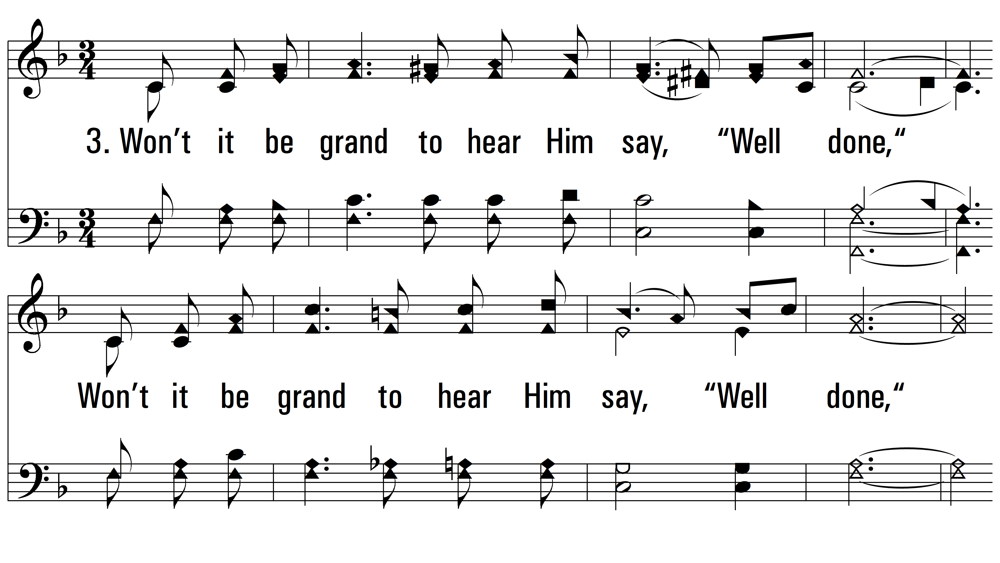 3. Won’t it be grand to hear Him say, “Well done,“
Won’t it be grand to hear Him say, “Well done,“